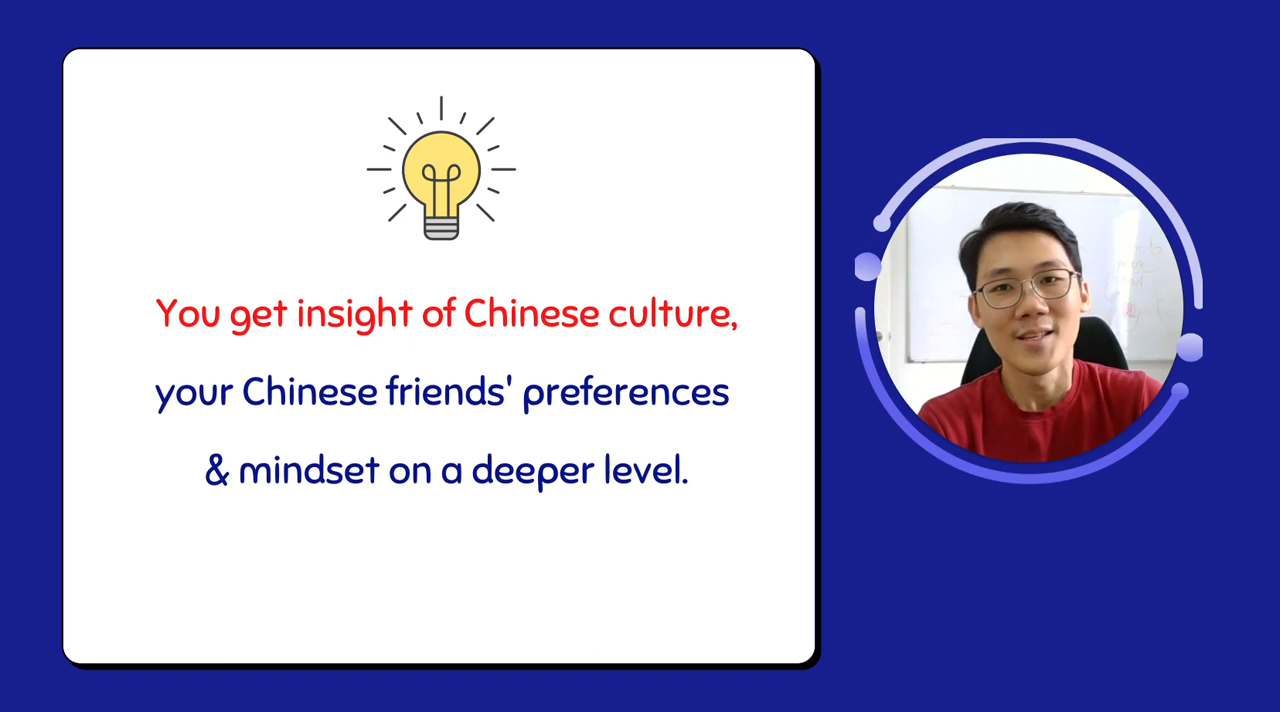 You get insight of Chinese culture,
your Chinese friends' preferences
& mindset on a deeper level.